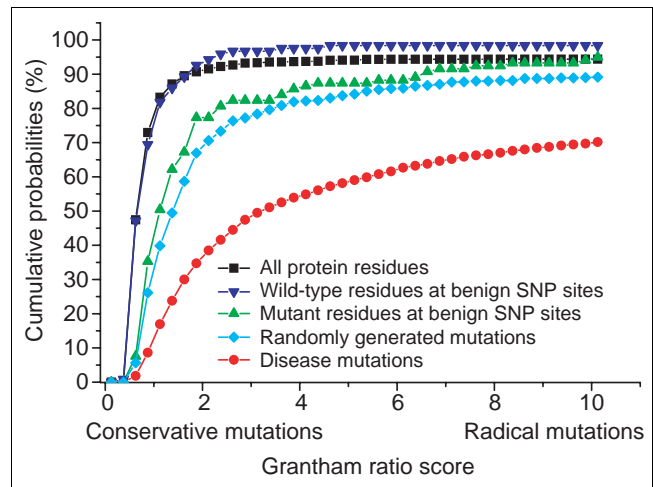 100
90
80
70
60
50
40
30
20
10
0
Cumulative probabilities (%)
All protein residues
Wild-type residues at benign SNP sites
Mutant residues at benign SNP sites
Randomly generated mutations
Disease mutations
0 2 4 6 8 10
Conservative mutations Radical mutations
Grantham ratio score